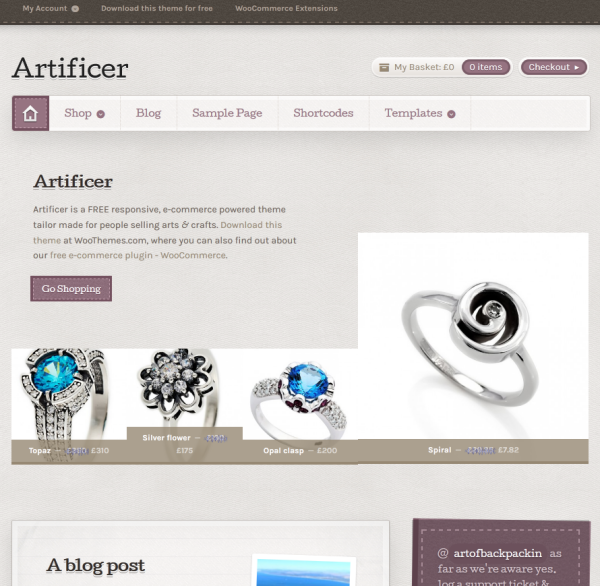 My Account
Download this theme for free
WooCommerce Extensions
Artificer
My Basket: £0
0 items
Checkout ▸
Shop
Blog
Sample Page
Shortcodes
Templates
Artificer
Artificer is a FREE responsive, e-commerce powered theme
tailor made for people selling arts & crafts. Download this
theme at WooThemes.com, where you can also find out about
our free e-commerce plugin - WooCommerce.
Go Shopping
Silver flower —
£175
Topaz — £310
Opal clasp — £200
Spiral — £7.82
A blog post
@ artofbackpackin as
far as we're aware yes,
log a support ticket &